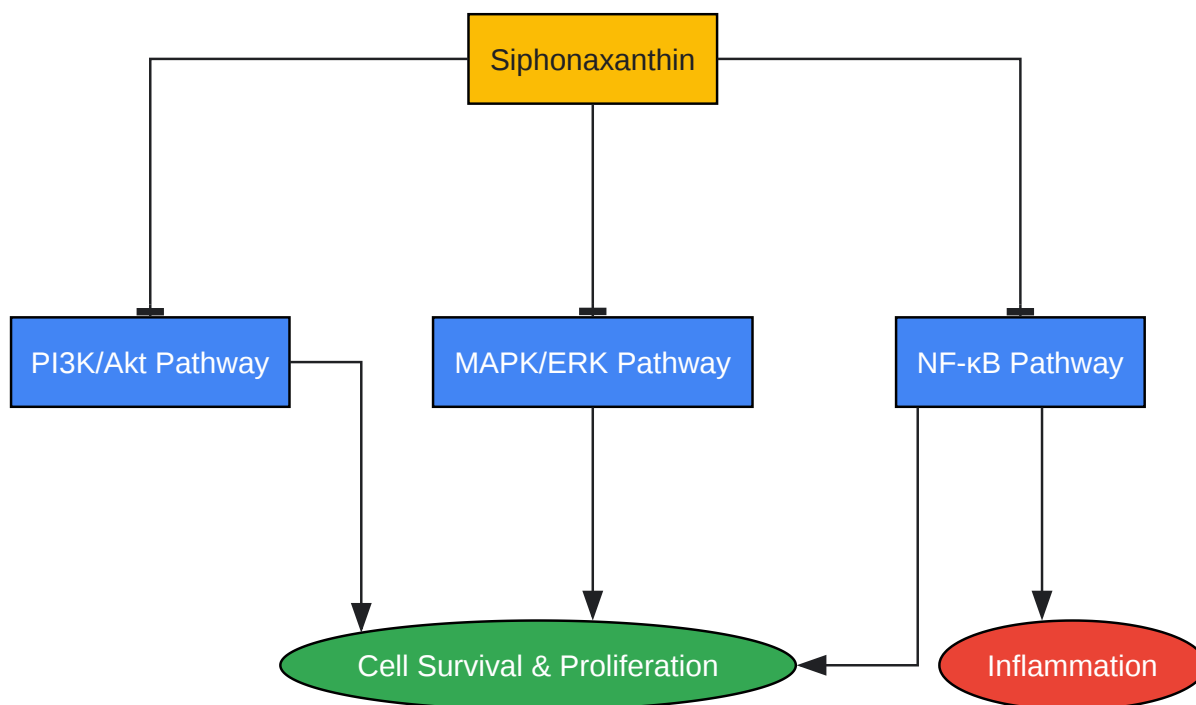 Siphonaxanthin
PI3K/Akt Pathway
MAPK/ERK Pathway
NF-κB Pathway
Cell Survival & Proliferation
Inflammation